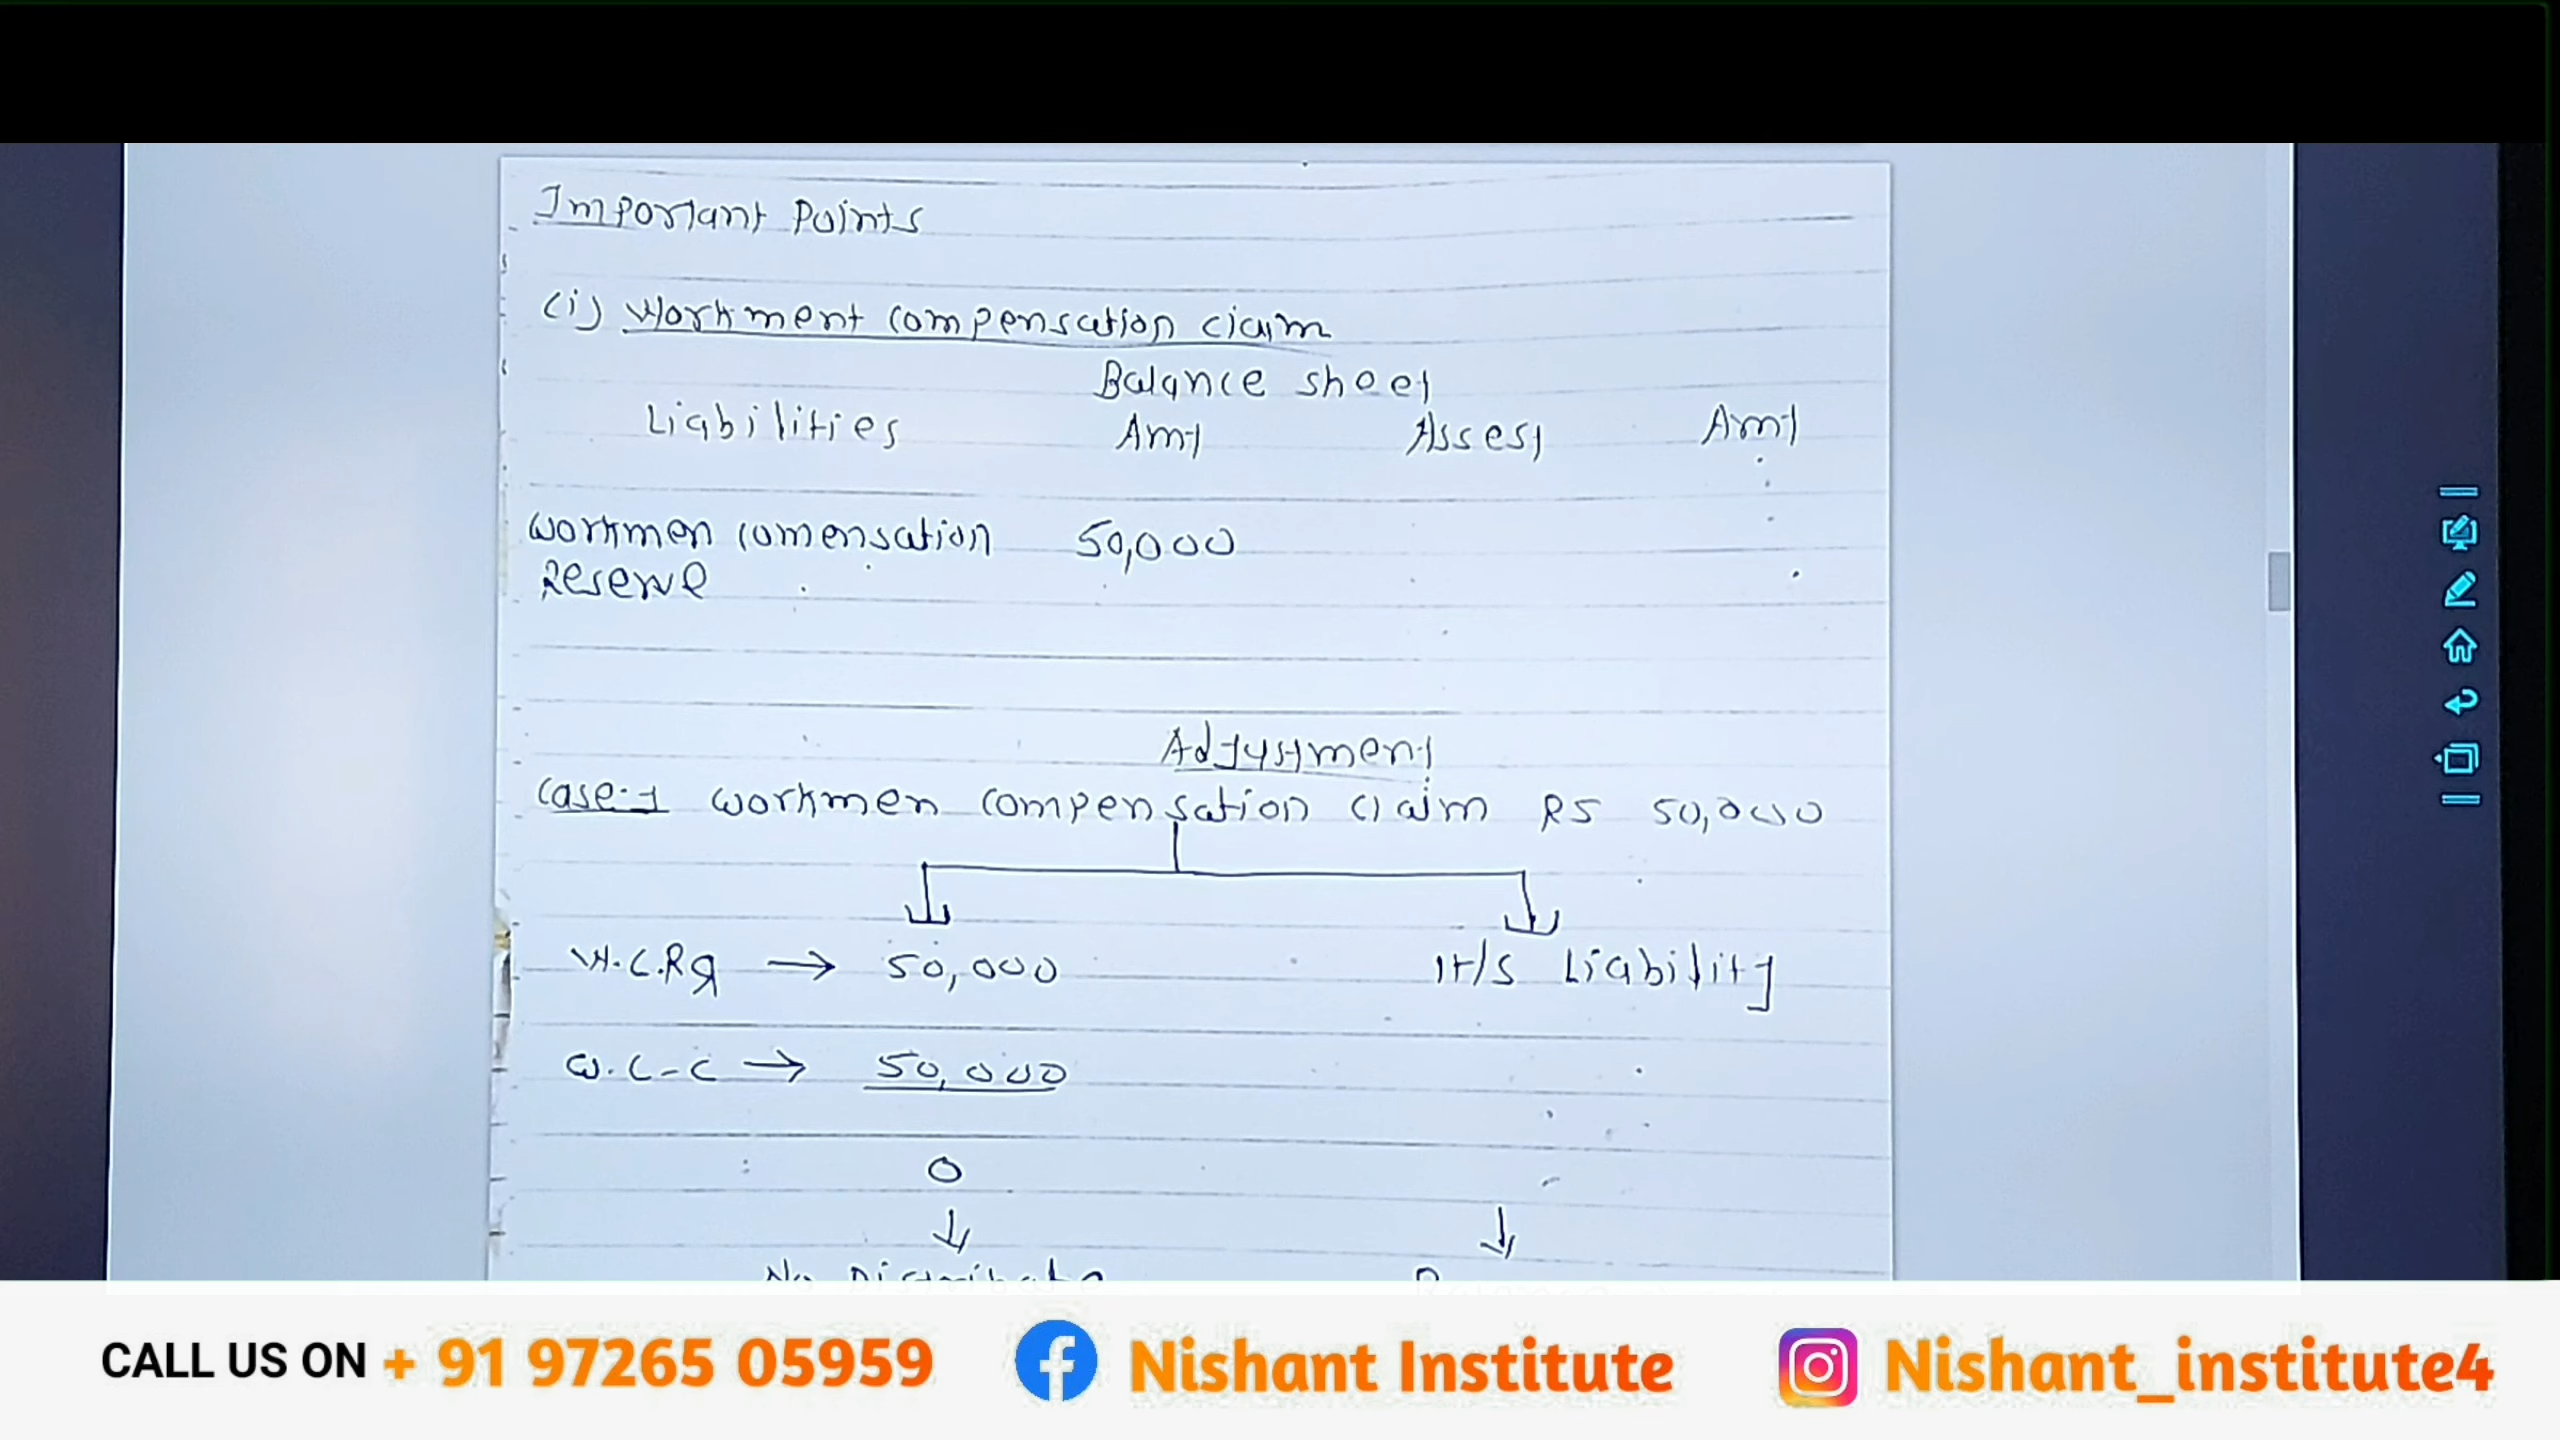 Important Points
(i) Workment compensation claim
Balance sheet
Liabilities Amt Assest Amt
workmen comensation 50,000
Reserve
Adjustment
case-1 workmen compensation claim RS 50,000
W.C.R → 50,000 It's Liability
W.C-C → 50,000
0
No Distribute
CALL US ON + 91 97265 05959 Nishant Institute Nishant_institute4